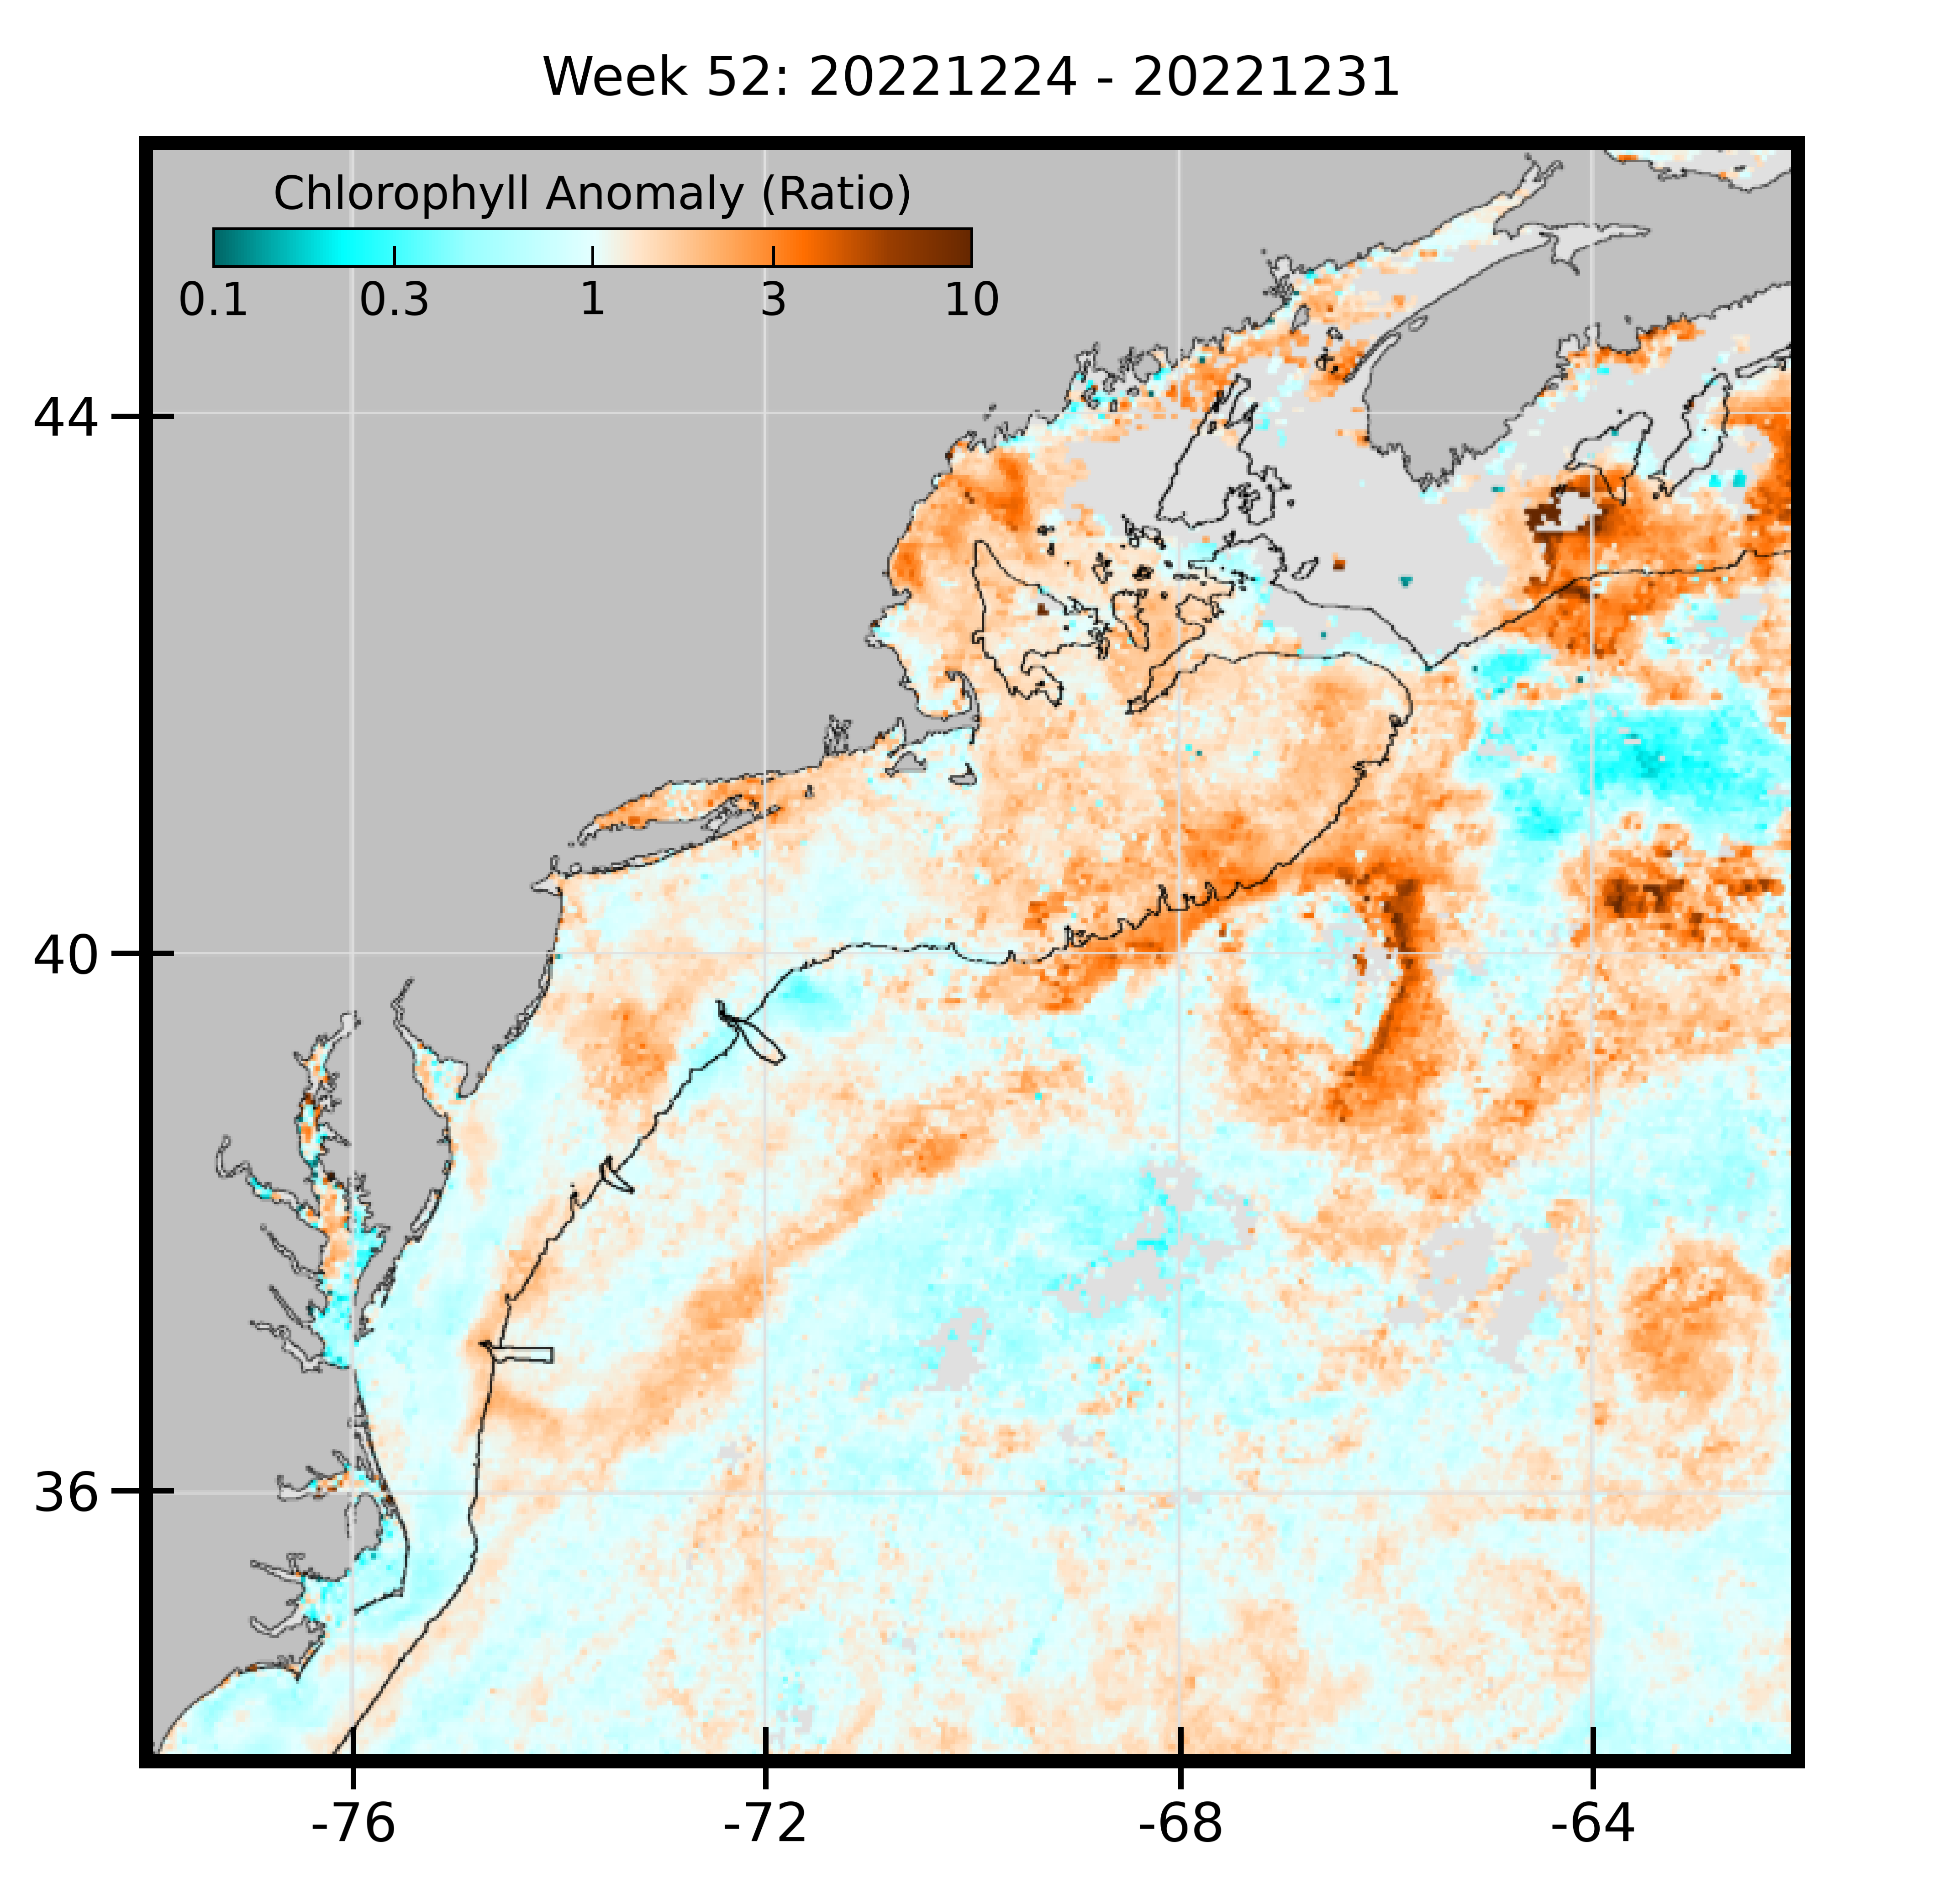 Week 52: 20221224 - 20221231
Chlorophyll Anomaly (Ratio)
0.1 0.3 1 3 10
44
40
36
-76 -72 -68 -64